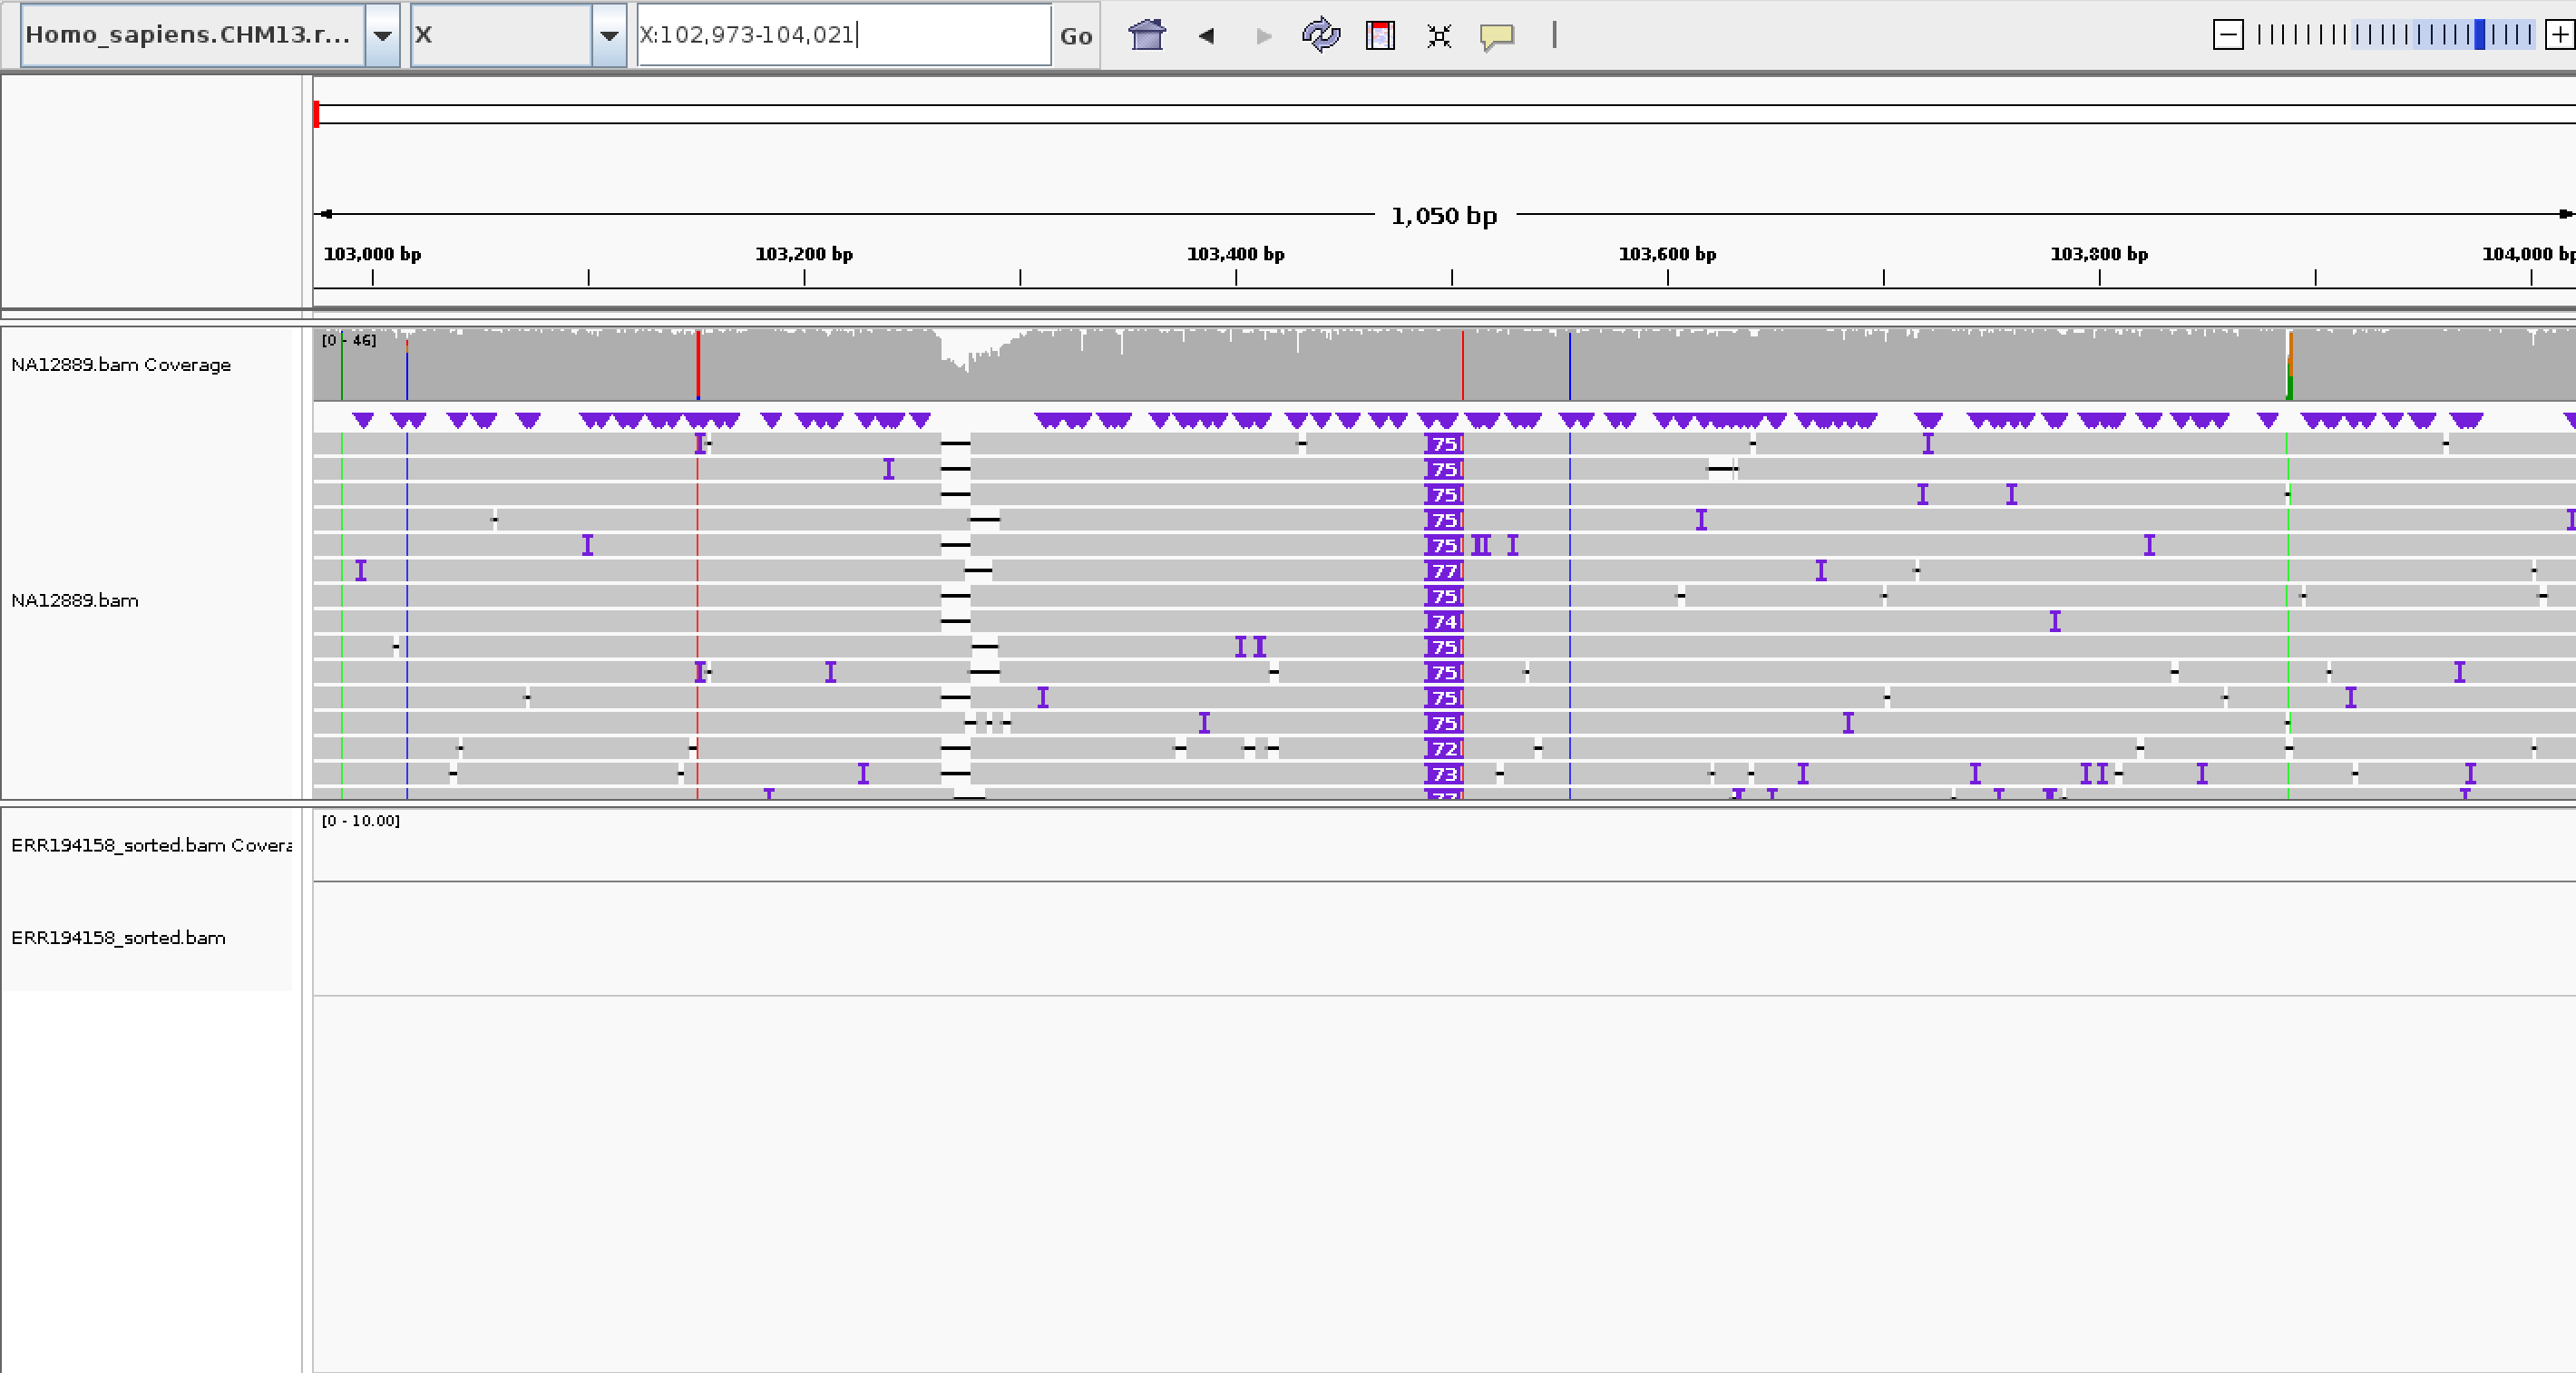 Homo_sapiens.CHM13.r... X X:102,973-104,021 Go
1,050 bp
103,000 bp 103,200 bp 103,400 bp 103,600 bp 103,800 bp 104,000 bp
[0 - 46]
NA12889.bam Coverage
75
75
75
75
75
77
NA12889.bam 75
74
75
75
75
75
72
73
[0 - 10.00]
ERR194158_sorted.bam Covera
ERR194158_sorted.bam